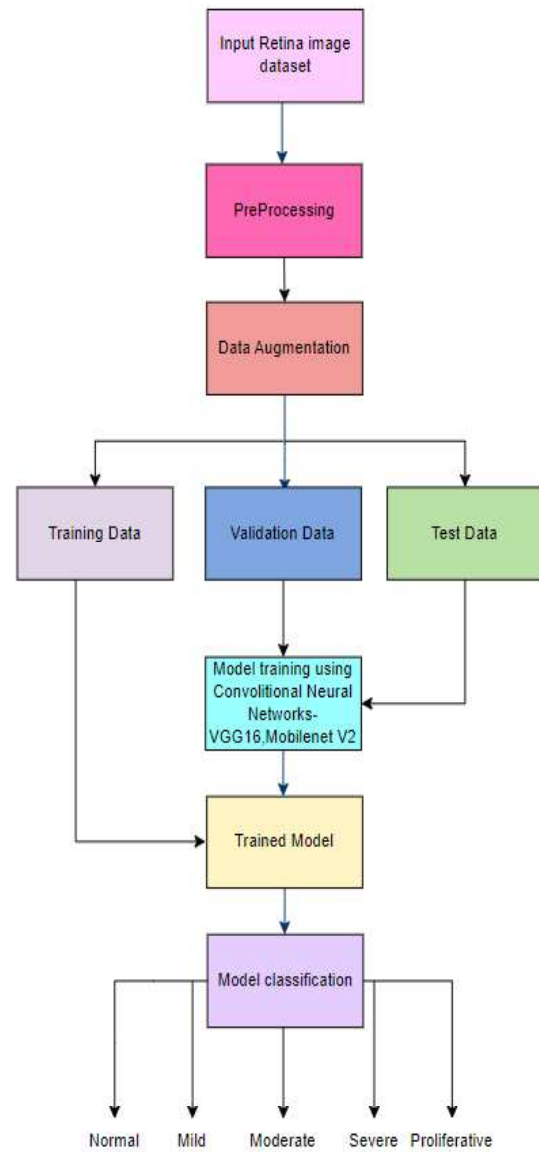 Input Retina image
dataset
PreProcessing
Data Augmentation
Training Data
Validation Data
Test Data
Model training using
Convolitional Neural
Networks-
VGG16,Mobilenet V2
Trained Model
Model classification
Normal
Mild
Moderate
Severe
Proliferative